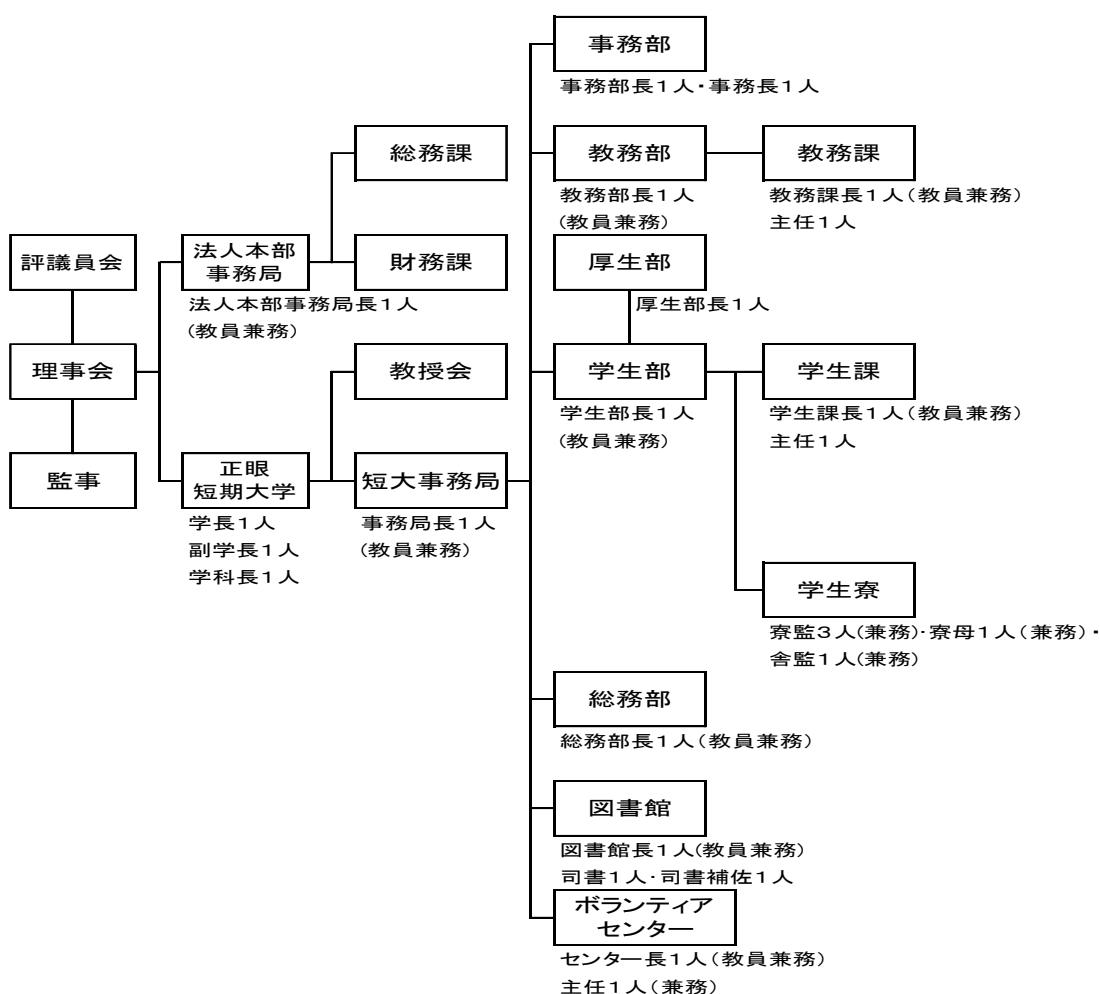 事務部
事務部長1人・事務長1人
総務課
教務部
教務部長1人
(教員兼務)
教務課
教務課長1人(教員兼務)
主任1人
評議員会
法人本部
事務局
法人本部事務局長1人
(教員兼務)
財務課
厚生部
厚生部長1人
理事会
教授会
学生部
学生部長1人
(教員兼務)
学生課
学生課長1人(教員兼務)
主任1人
監事
正眼
短期大学
学長1人
副学長1人
学科長1人
短大事務局
事務局長1人
(教員兼務)
学生寮
寮監3人(兼務)・寮母1人(兼務)・
舎監1人(兼務)
総務部
総務部長1人(教員兼務)
図書館
図書館長1人(教員兼務)
司書1人・司書補佐1人
ボランティア
センター
センター長1人(教員兼務)
主任1人(兼務)